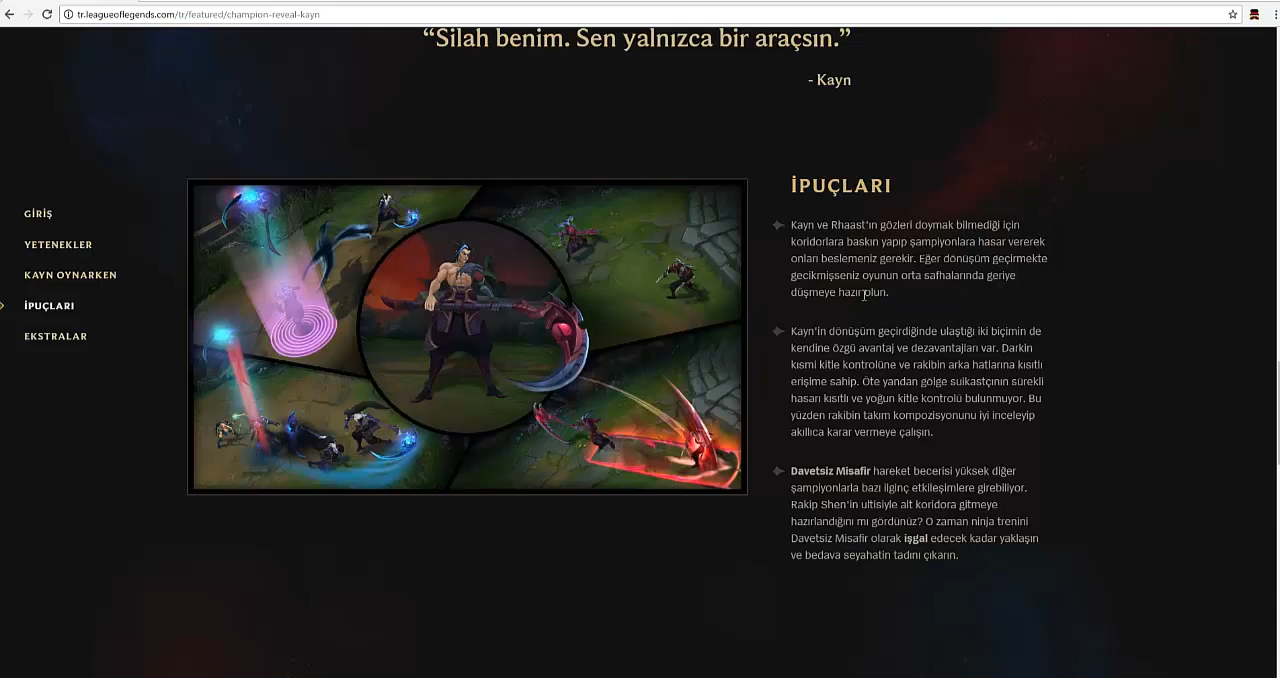 tr.leagueoflegends.com/tr/featured/champion-reveal-kayn
“Silah benim. Sen yalnızca bir araçsın.”
- Kayn
GİRİŞ
YETENEKLER
KAYN OYNARKEN
İPUÇLARI
EKSTRALAR
İPUÇLARI
Kayn ve Rhaast'ın gözleri doymak bilmediği için
koridorlara baskın yapıp şampiyonlara hasar vererek
onları beslemeniz gerekir. Eğer dönüşüm geçirmekte
gecikmişseniz oyunun orta safhalarında geriye
düşmeye hazır olun.
Kayn'in dönüşüm geçirdiğinde ulaştığı iki biçimin de
kendine özgü avantaj ve dezavantajları var. Darkin
kısmi kitle kontrolüne ve rakibin arka hatlarına kısıtlı
erişime sahip. Öte yandan gölge suikastçının sürekli
hasarı kısıtlı ve yoğun kitle kontrolü bulunmuyor. Bu
yüzden rakibin takım kompozisyonunu iyi inceleyip
akıllıca karar vermeye çalışın.
Davetsiz Misafir hareket becerisi yüksek diğer
şampiyonlarla bazı ilginç etkileşimlere girebiliyor.
Rakip Shen'in ultisiyle alt koridora gitmeye
hazırlandığını mı gördünüz? O zaman ninja trenini
Davetsiz Misafir olarak işgal edecek kadar yaklaşın
ve bedava seyahatin tadını çıkarın.